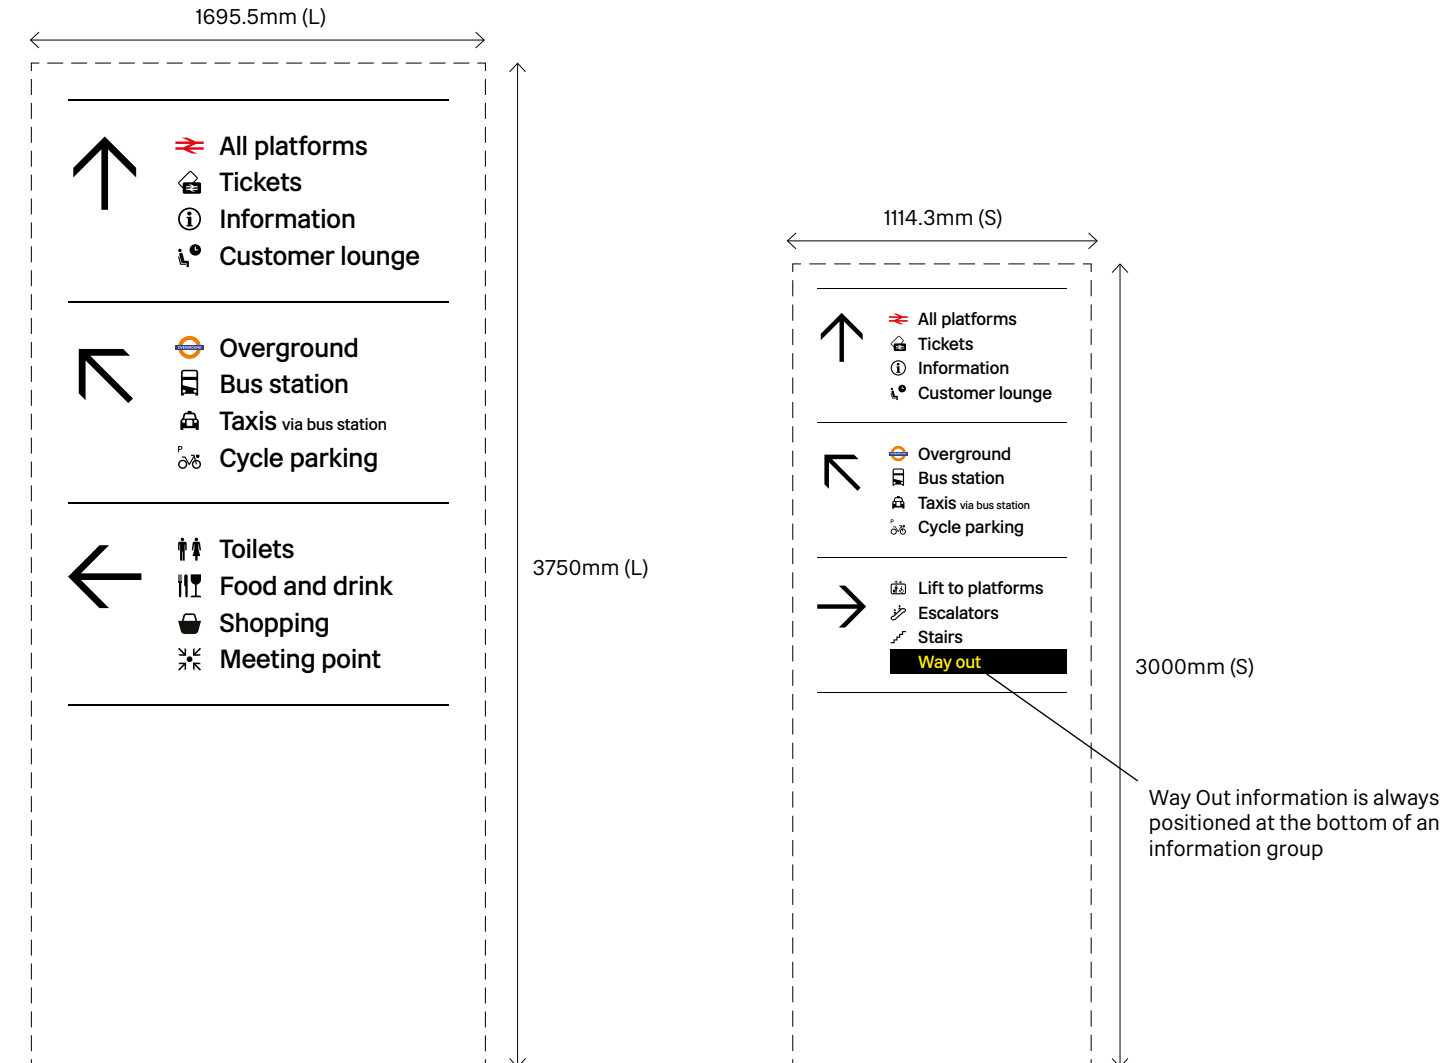 1695.5mm (L)
All platforms
Tickets
Information
Customer lounge
Overground
Bus station
Taxis via bus station
P
Cycle parking
Toilets
Food and drink
Shopping
Meeting point
3750mm (L)
1114.3mm (S)
All platforms
Tickets
Information
Customer lounge
Overground
Bus station
Taxis via bus station
P
Cycle parking
Lift to platforms
Escalators
Stairs
Way out
3000mm (S)
Way Out information is always
positioned at the bottom of an
information group